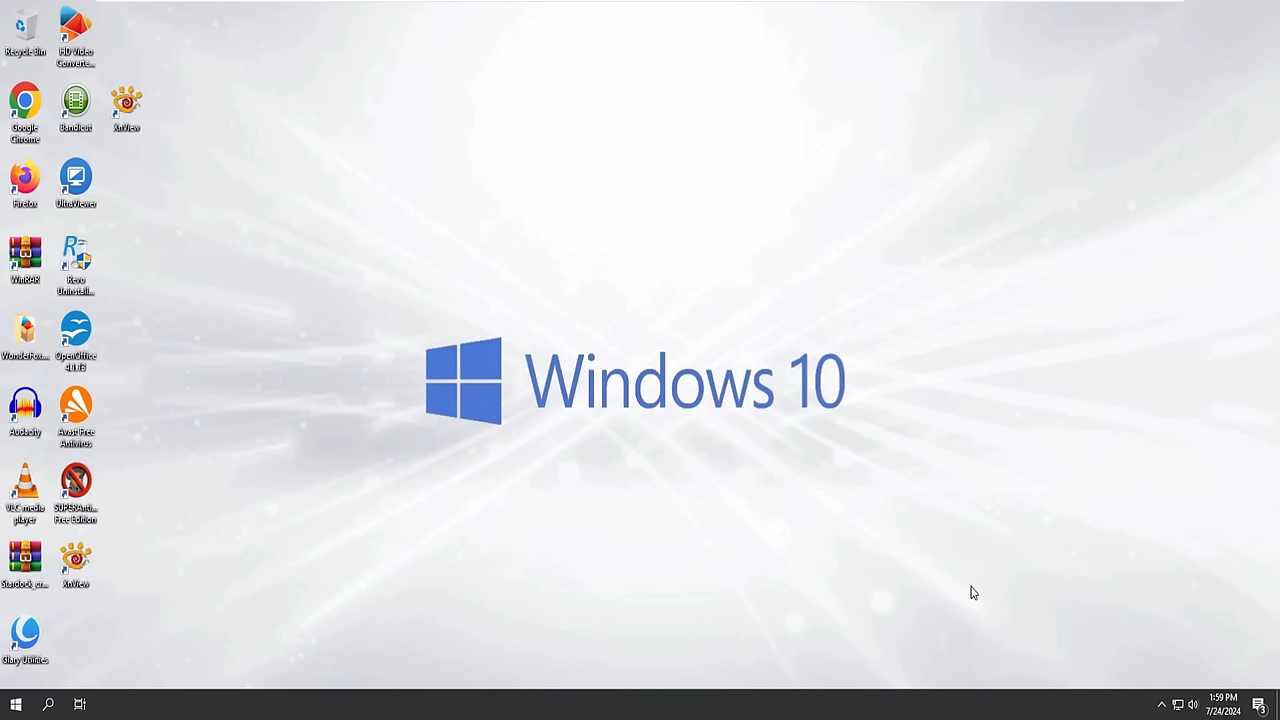 Recycle Bin
HD Video
Converte...
Google
Chrome
Bandicut
XnView
Firefox
UltraViewer
WinRAR
Revo
Uninstall...
WonderFox...
OpenOffice
4.1.13
Audacity
Avast Free
Antivirus
VLC media
player
SUPERAnti...
Free Edition
Stardock_cr...
XnView
Glary Utilities
Windows 10
1:59 PM
7/24/2024
3